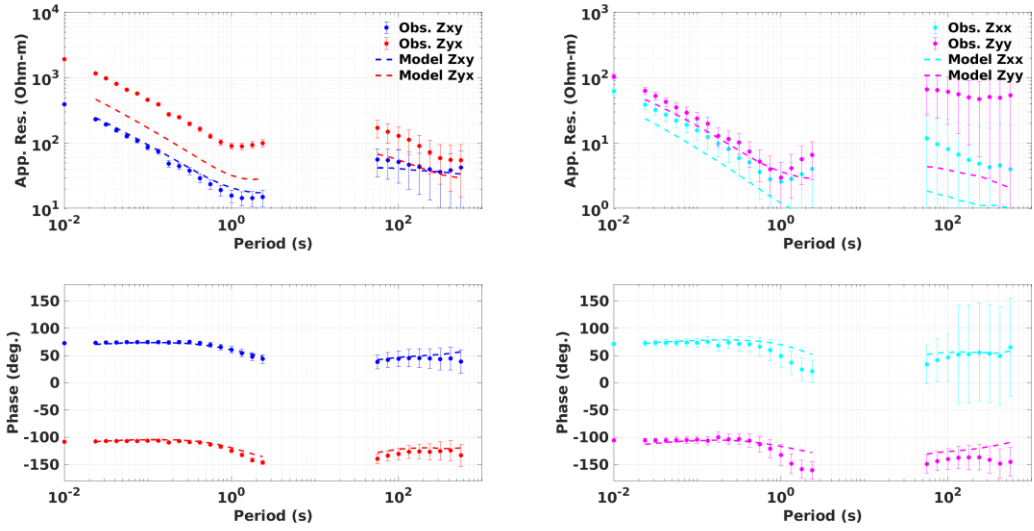 10^4
10^3
10^2
10^1
App. Res. (Ohm-m)
Obs. Zxy
Obs. Zyx
Model Zxy
Model Zyx
10^-2
10^0
10^2
Period (s)
10^3
10^2
10^1
10^0
App. Res. (Ohm-m)
Obs. Zxx
Obs. Zyy
Model Zxx
Model Zyy
10^-2
10^0
10^2
Period (s)
150
100
50
0
-50
-100
-150
Phase (deg.)
10^-2
10^0
10^2
Period (s)
150
100
50
0
-50
-100
-150
Phase (deg.)
10^-2
10^0
10^2
Period (s)